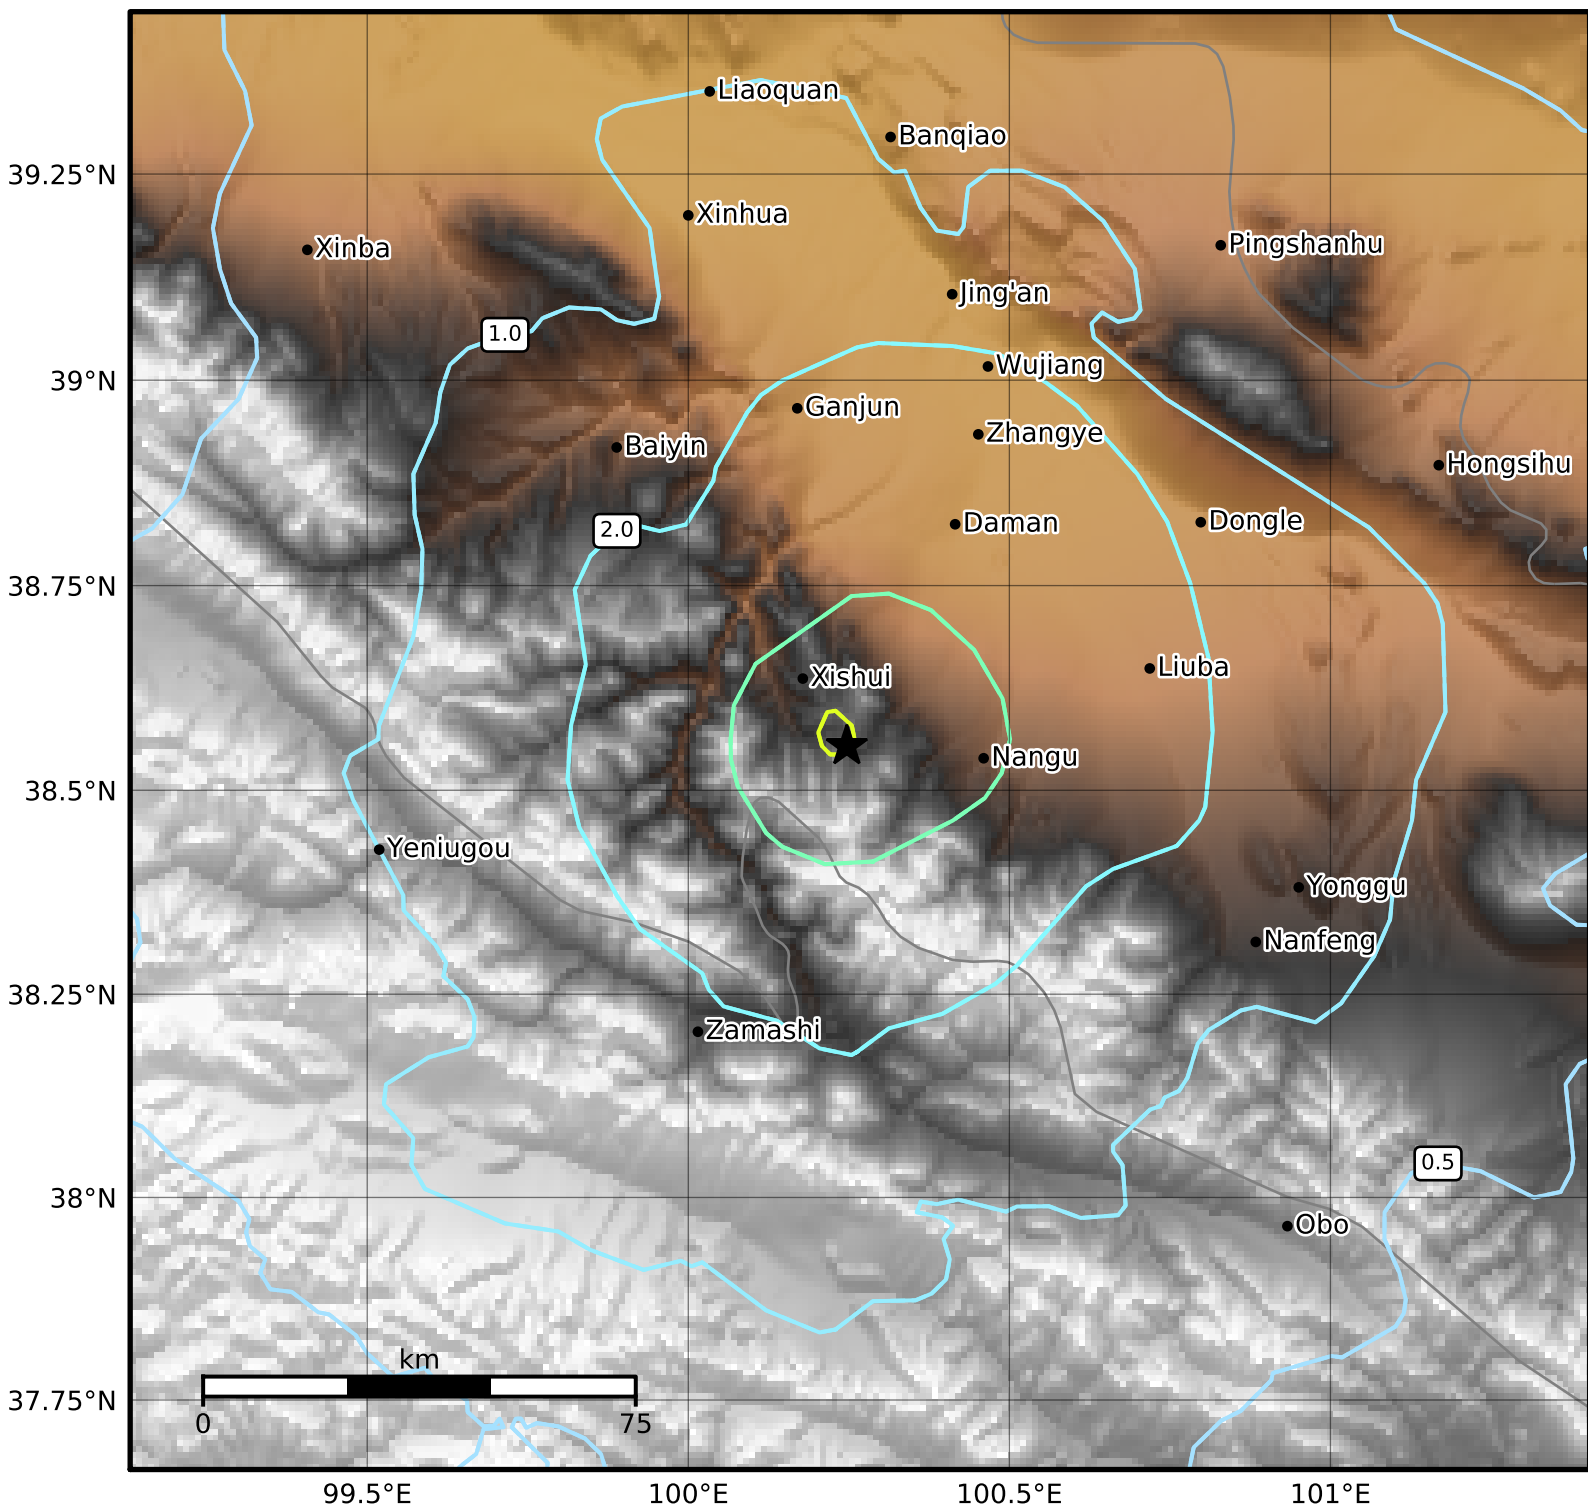 Liaoquan
Banqiao
39.25°N
Xinhua
Xinba
Pingshanhu
Jing'an
1.0
Wujiang
39°N
Ganjun
Zhangye
Baiyin
Hongsihu
2.0
Daman
Dongle
38.75°N
Xishui
Liuba
Nangu
38.5°N
Yeniugou
Yonggu
Nanfeng
38.25°N
Zamashi
0.5
38°N
Obo
km
37.75°N
0
75
99.5°E
100°E
100.5°E
101°E